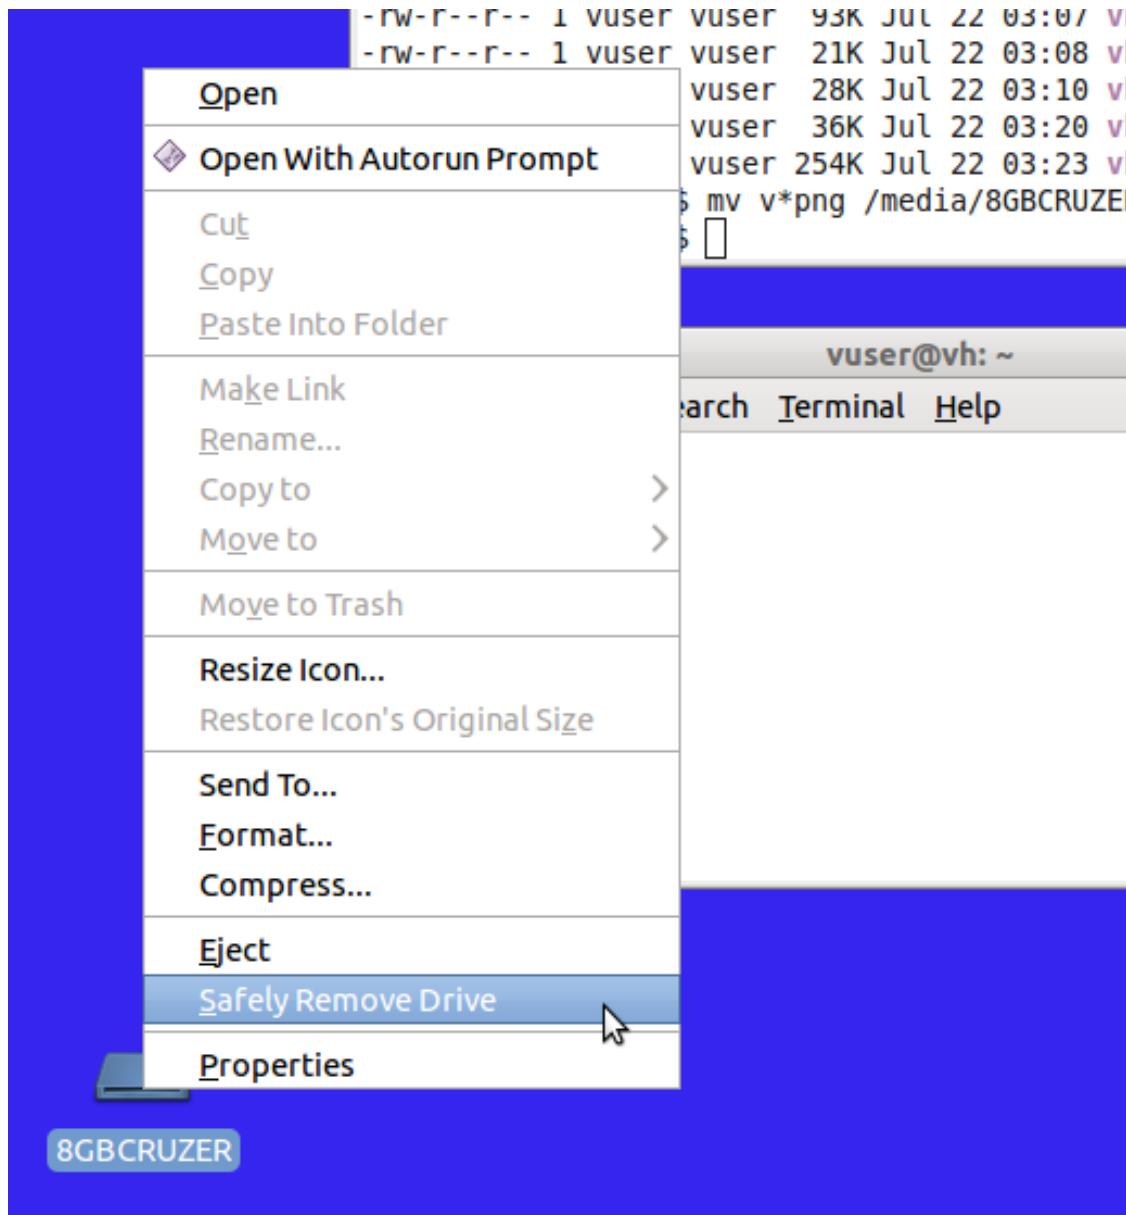 -rw-r--r-- 1 vuser vuser  93K Jul 22 03:07
-rw-r--r-- 1 vuser vuser  21K Jul 22 03:08
vuser  28K Jul 22 03:10
vuser  36K Jul 22 03:20
vuser 254K Jul 22 03:23
$ mv v*png /media/8GBCRUZE
$
vuser@vh: ~
earch Terminal Help
Open
Open With Autorun Prompt
Cut
Copy
Paste Into Folder
Make Link
Rename...
Copy to
Move to
Move to Trash
Resize Icon...
Restore Icon's Original Size
Send To...
Format...
Compress...
Eject
Safely Remove Drive
Properties
8GBCRUZER